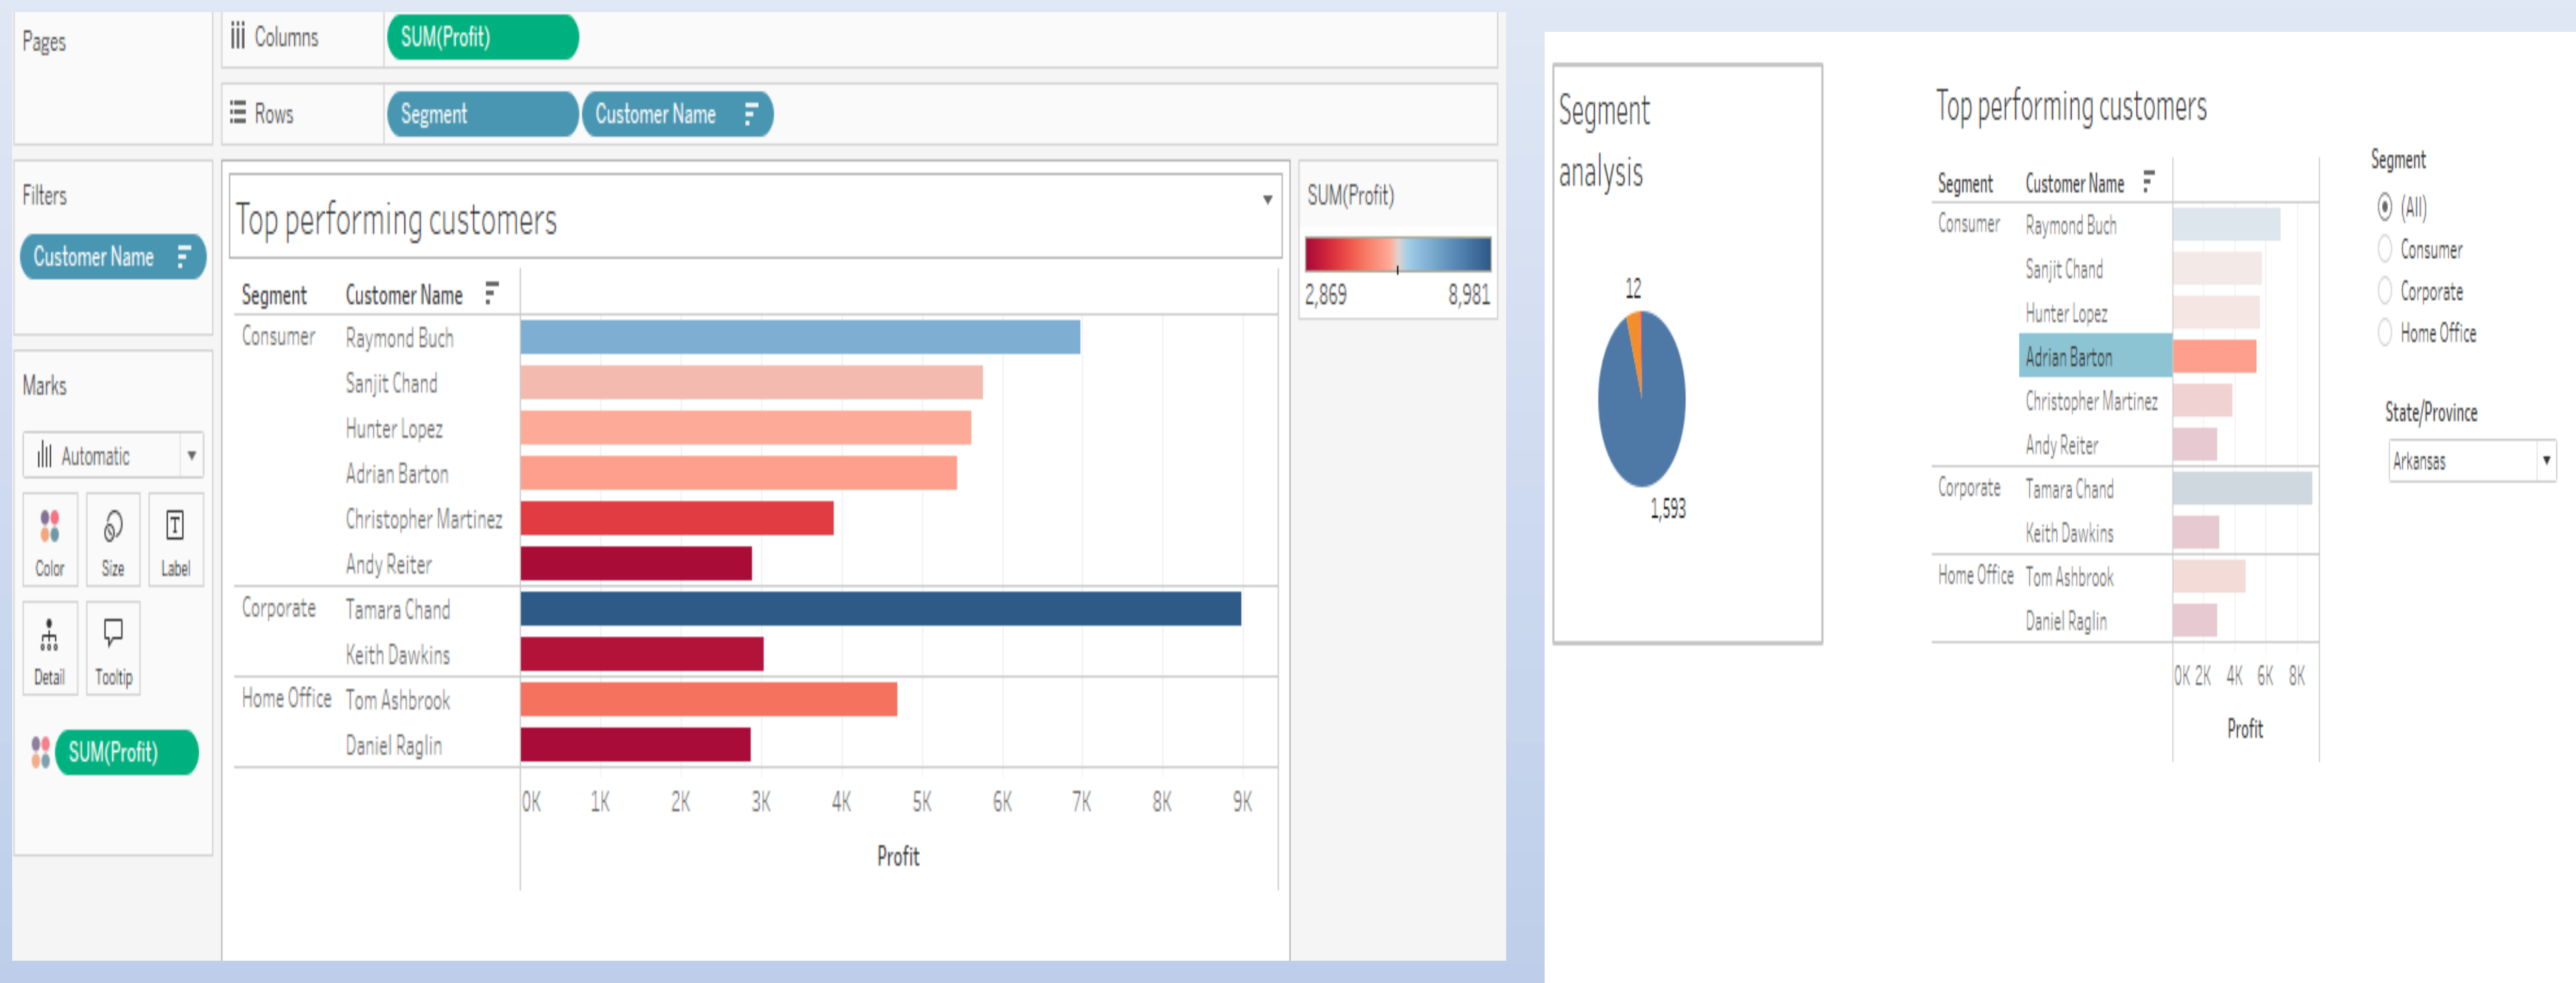 Pages
Columns
SUM(Profit)
Rows
Segment
Customer Name
Filters
Customer Name
Marks
Automatic
Color
Size
Label
Detail
Tooltip
SUM(Profit)
Top performing customers
Segment
Customer Name
Consumer
Raymond Buch
Sanjit Chand
Hunter Lopez
Adrian Barton
Christopher Martinez
Andy Reiter
Corporate
Tamara Chand
Keith Dawkins
Home Office
Tom Ashbrook
Daniel Raglin
0K 1K 2K 3K 4K 5K 6K 7K 8K 9K
Profit
SUM(Profit)
2,869 8,981
Segment
analysis
12
1,593
Top performing customers
Segment
Customer Name
Consumer
Raymond Buch
Sanjit Chand
Hunter Lopez
Adrian Barton
Christopher Martinez
Andy Reiter
Corporate
Tamara Chand
Keith Dawkins
Home Office
Tom Ashbrook
Daniel Raglin
0K 2K 4K 6K 8K
Profit
Segment
(All)
Consumer
Corporate
Home Office
State/Province
Arkansas